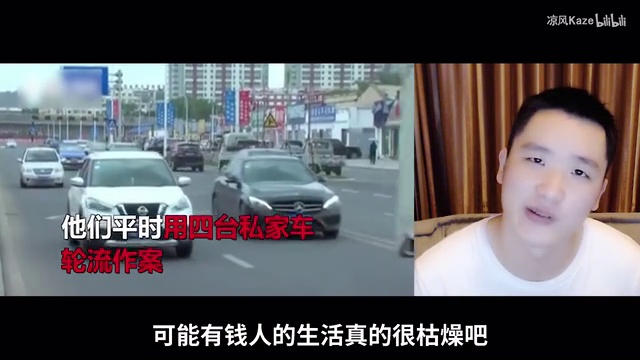 凉风Kaze bilibili
他们平时用四台私家车
轮流作案
可能有钱人的生活真的很枯燥吧